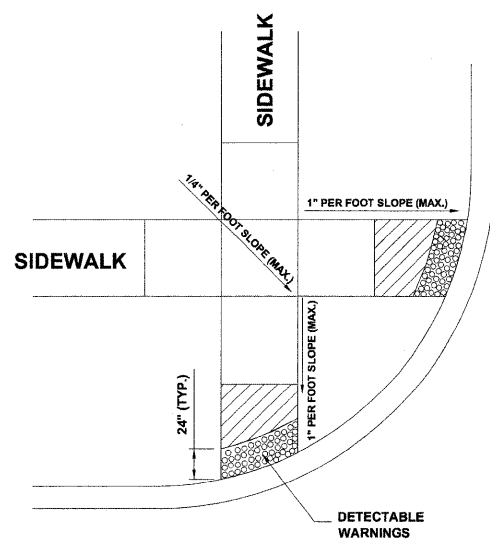 SIDEWALK
1/4" PER FOOT SLOPE (MAX.)
1" PER FOOT SLOPE (MAX.)
SIDEWALK
1" PER FOOT SLOPE (MAX.)
24" (TYP.)
DETECTABLE
WARNINGS